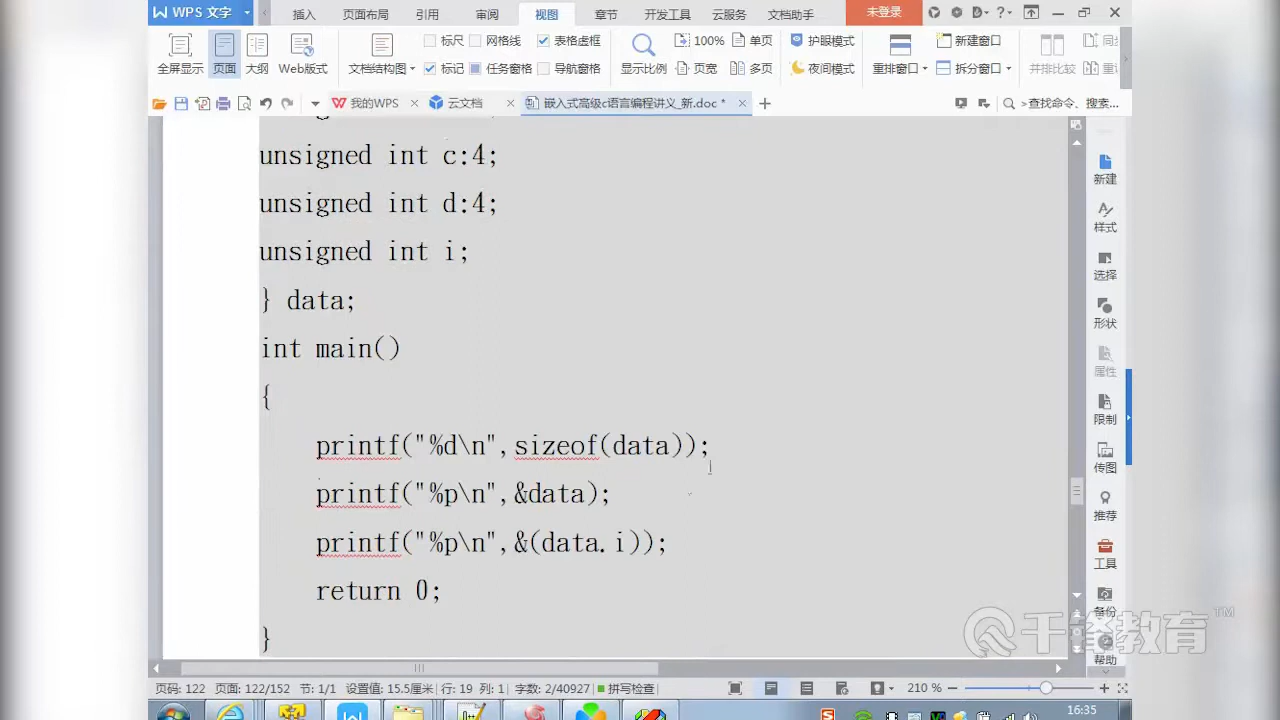 WPS 文字 插入 页面布局 引用 审阅 视图 章节 开发工具 云服务 文档助手 未登录
标尺 网格线 表格虚框 100% 单页 护眼模式 新建窗口
全屏显示 页面 大纲 Web版式 文档结构图 标记 任务窗格 导航窗格 显示比例 页宽 多页 夜间模式 重排窗口 拆分窗口 并排比较
我的WPS 云文档 嵌入式高级c语言编程讲义_新.doc * >查找命令、搜索...
unsigned int c:4;
unsigned int d:4;
unsigned int i;
} data;
int main()
{
printf("%d\n",sizeof(data));
printf("%p\n",&data);
printf("%p\n",&(data.i));
return 0;
}
新建
样式
选择
形状
属性
限制
传图
推荐
工具
备份
帮助
千锋教育™
页码: 122 页面: 122/152 节: 1/1 设置值: 15.5厘米 行: 19 列: 1 字数: 2/40927 拼写检查 210 %
16:35